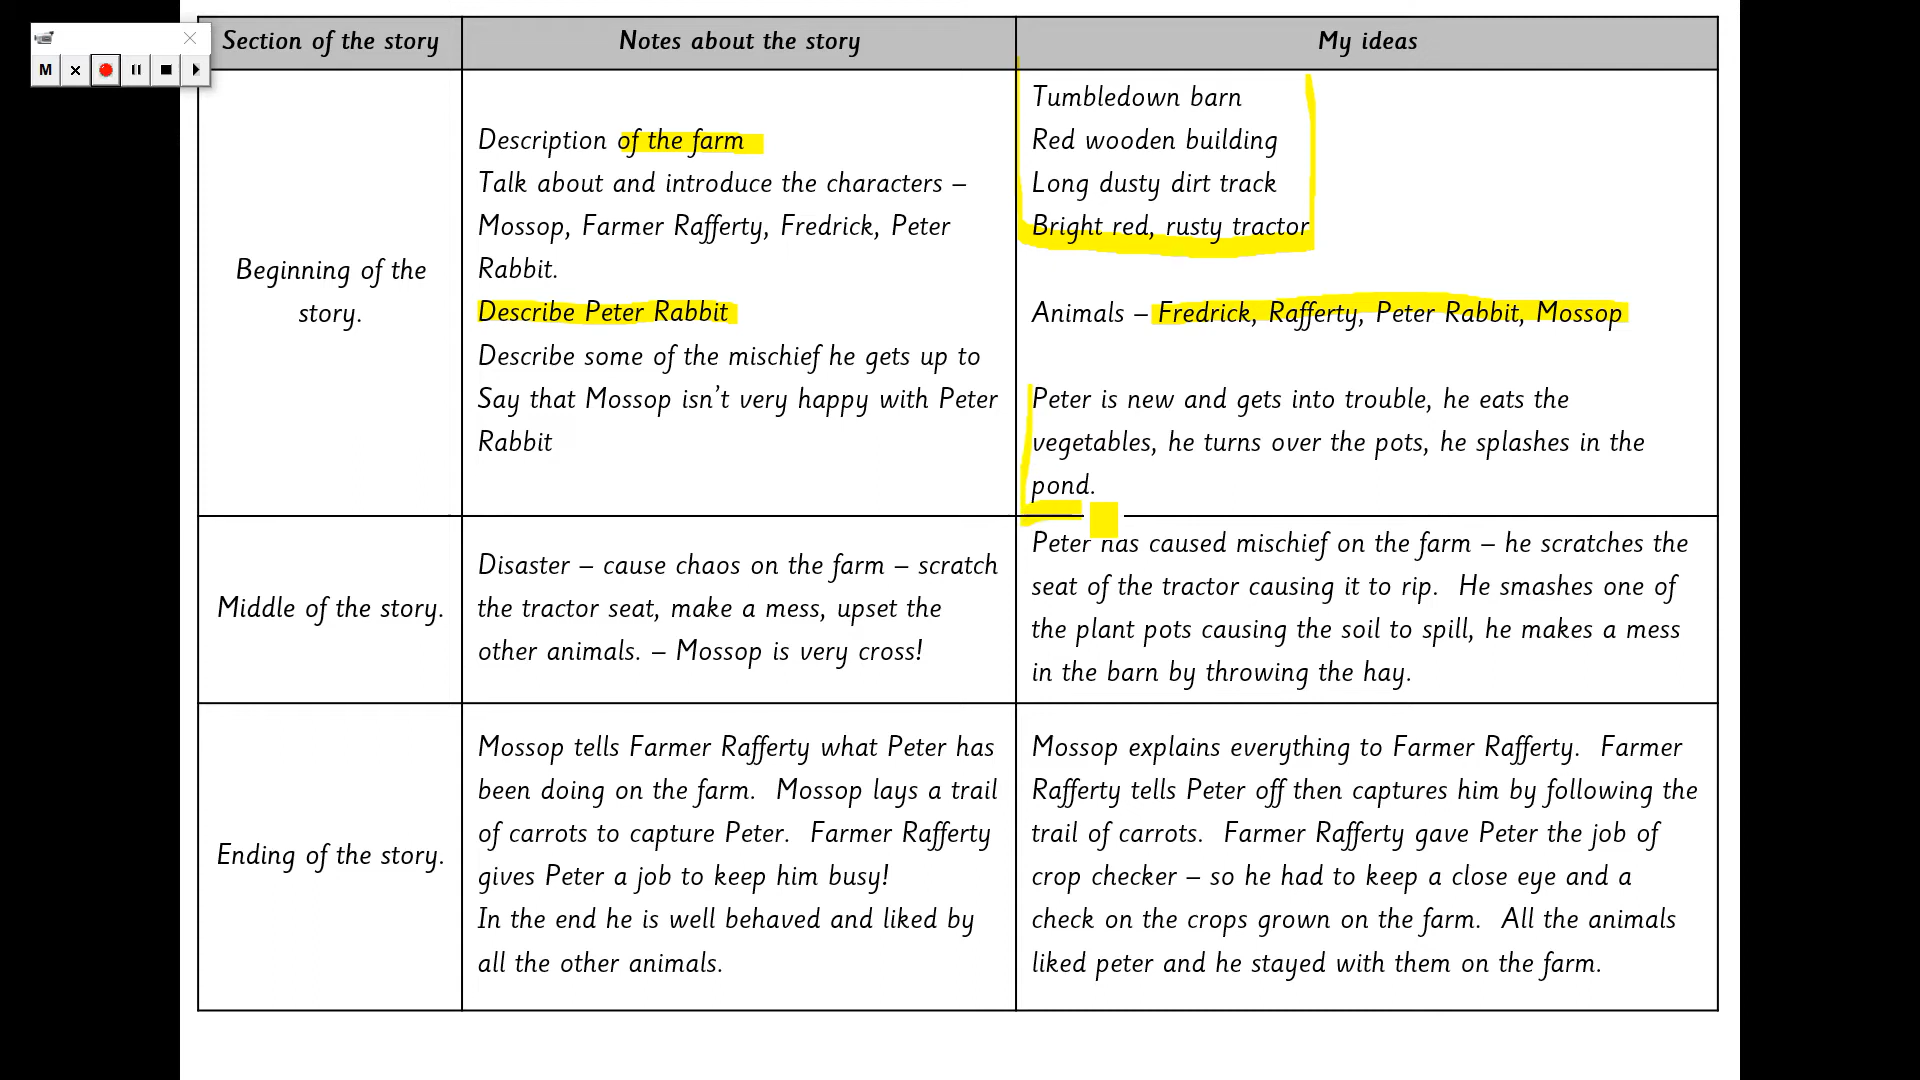 Section of the story
Notes about the story
My ideas
M
Beginning of the
story.
Description of the farm
Talk about and introduce the characters –
Mossop, Farmer Rafferty, Fredrick, Peter
Rabbit.
Describe Peter Rabbit
Describe some of the mischief he gets up to
Say that Mossop isn't very happy with Peter
Rabbit
Tumbledown barn
Red wooden building
Long dusty dirt track
Bright red, rusty tractor
Animals – Fredrick, Rafferty, Peter Rabbit, Mossop
Peter is new and gets into trouble, he eats the
vegetables, he turns over the pots, he splashes in the
pond.
Middle of the story.
Disaster – cause chaos on the farm – scratch
the tractor seat, make a mess, upset the
other animals. – Mossop is very cross!
Peter has caused mischief on the farm – he scratches the
seat of the tractor causing it to rip. He smashes one of
the plant pots causing the soil to spill, he makes a mess
in the barn by throwing the hay.
Ending of the story.
Mossop tells Farmer Rafferty what Peter has
been doing on the farm. Mossop lays a trail
of carrots to capture Peter. Farmer Rafferty
gives Peter a job to keep him busy!
In the end he is well behaved and liked by
all the other animals.
Mossop explains everything to Farmer Rafferty. Farmer
Rafferty tells Peter off then captures him by following the
trail of carrots. Farmer Rafferty gave Peter the job of
crop checker – so he had to keep a close eye and a
check on the crops grown on the farm. All the animals
liked peter and he stayed with them on the farm.